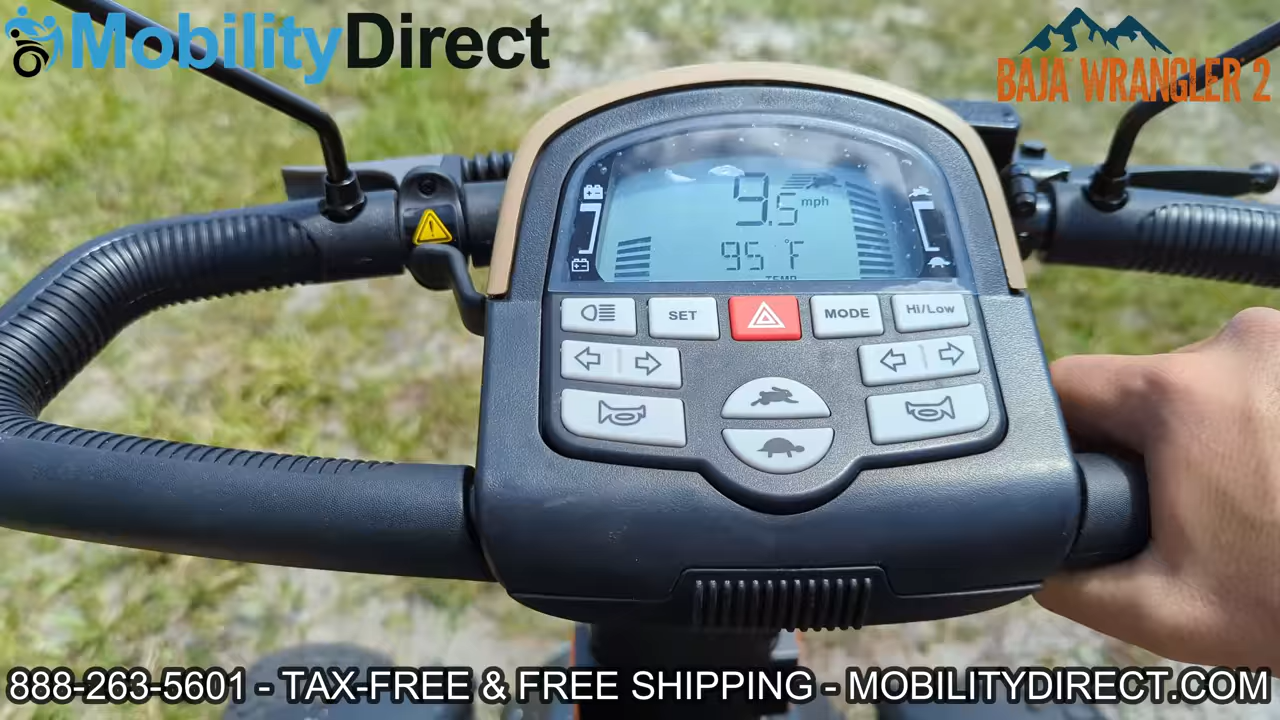 MobilityDirect
BAJA WRANGLER 2
9.5 mph
95 °F
TEMP
SET
MODE
Hi/Low
888-263-5601 - TAX-FREE & FREE SHIPPING - MOBILITYDIRECT.COM